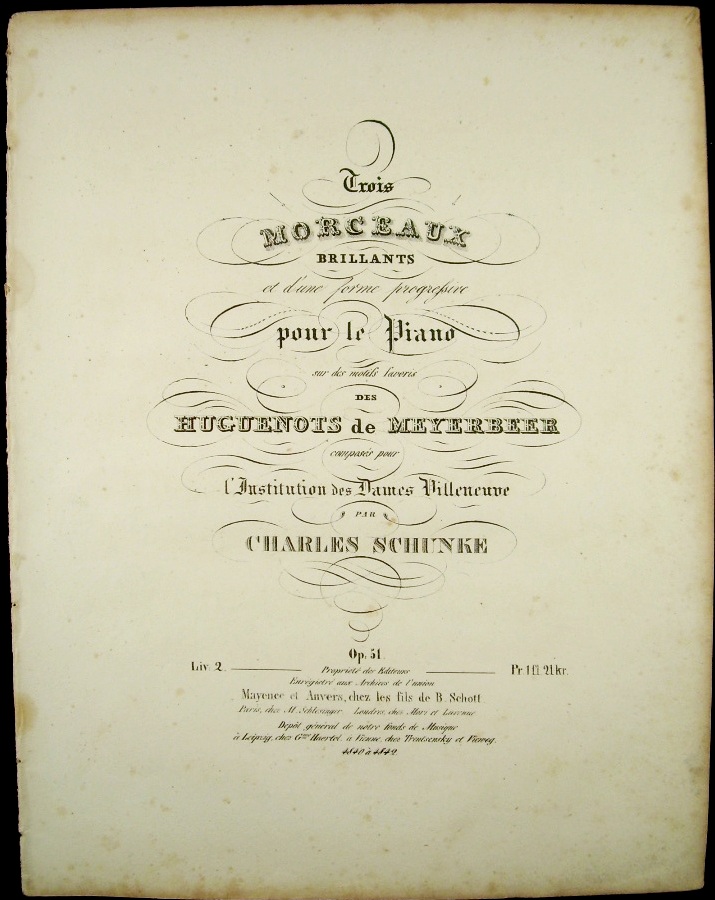 Trois
MORCEAUX
BRILLANTS
et d'une forme progressive
pour le Piano
sur des motifs favoris
DES
HUGUENOTS de MEYERBEER
composés pour
l'Institution des Dames Villeneuve
PAR
CHARLES SCHUNKE
Op. 51.
Liv. 2. Propriété des Editeurs Pr. 1 fl. 21 kr.
Enrégistré aux Archives de l'union
Mayence et Anvers, chez les fils de B. Schott
Paris, chez M. Schlesinger Londres, chez Mori et Lavenue
Depôt général de notre fonds de Musique
à Leipzig, chez Gme Haertel, à Vienne, chez Trentsensky et Vieweg.
4840 à 4842